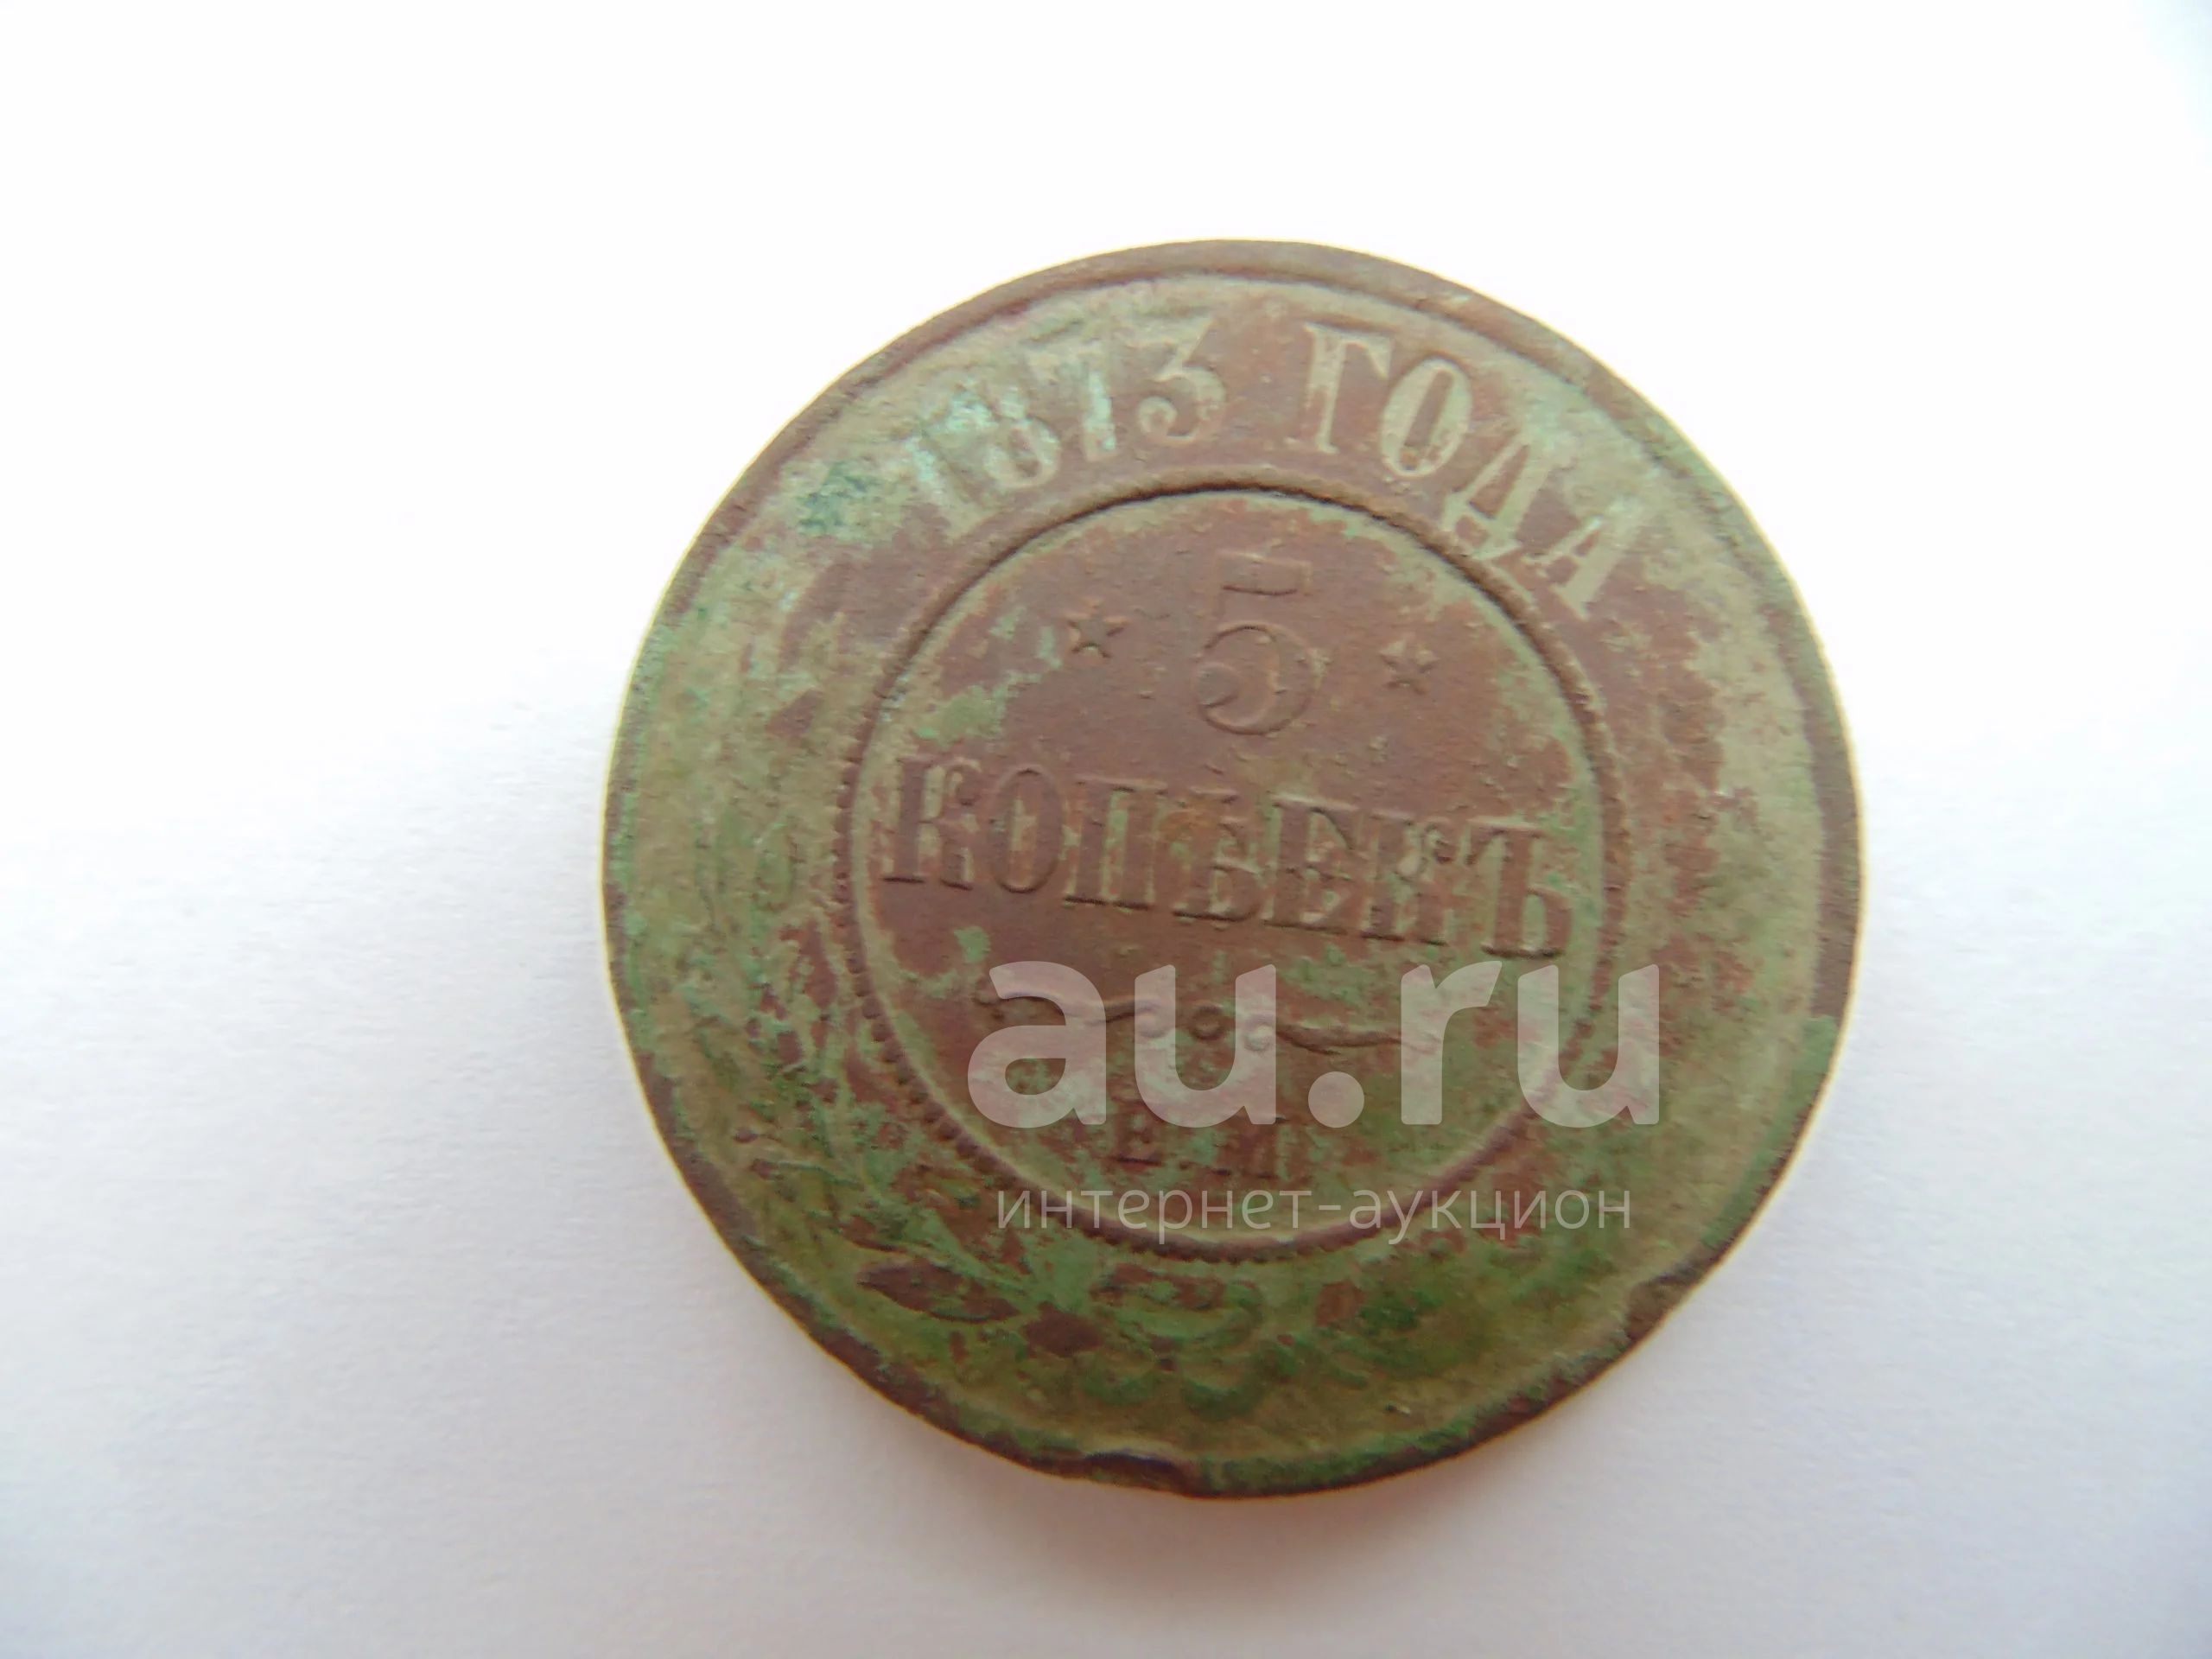 1873 ГОДА
5
КОПѢЕКЪ
Е М
au.ru
интернет-аукцион